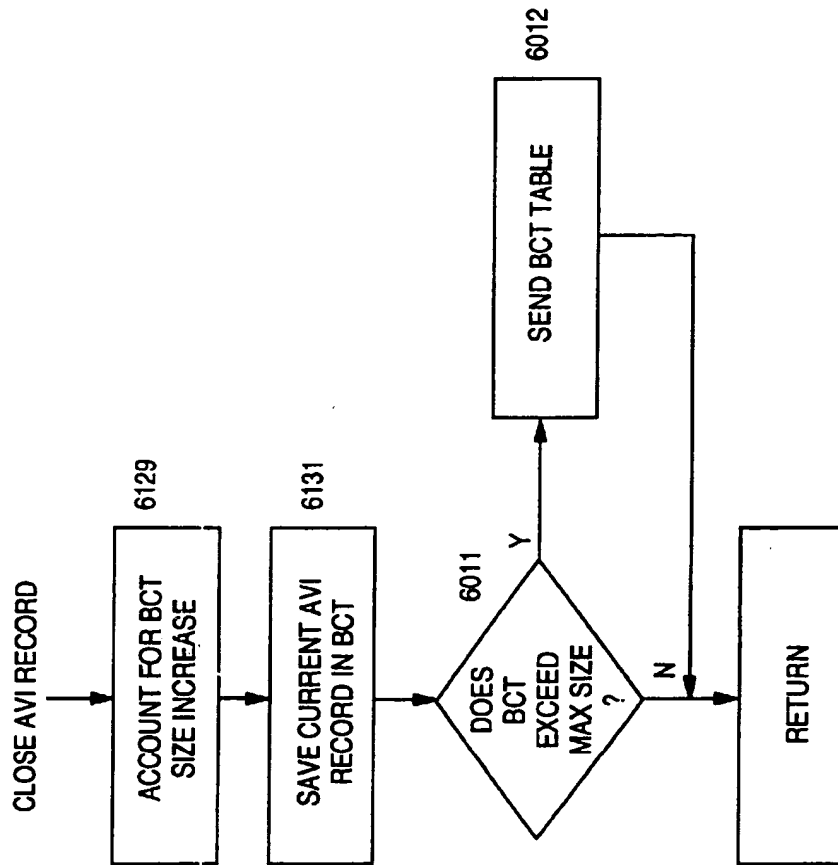 CLOSE AVI RECORD
6129
ACCOUNT FOR BCT
SIZE INCREASE
6131
SAVE CURRENT AVI
RECORD IN BCT
6011
DOES
BCT
EXCEED
MAX SIZE
?
Y
6012
SEND BCT TABLE
N
RETURN